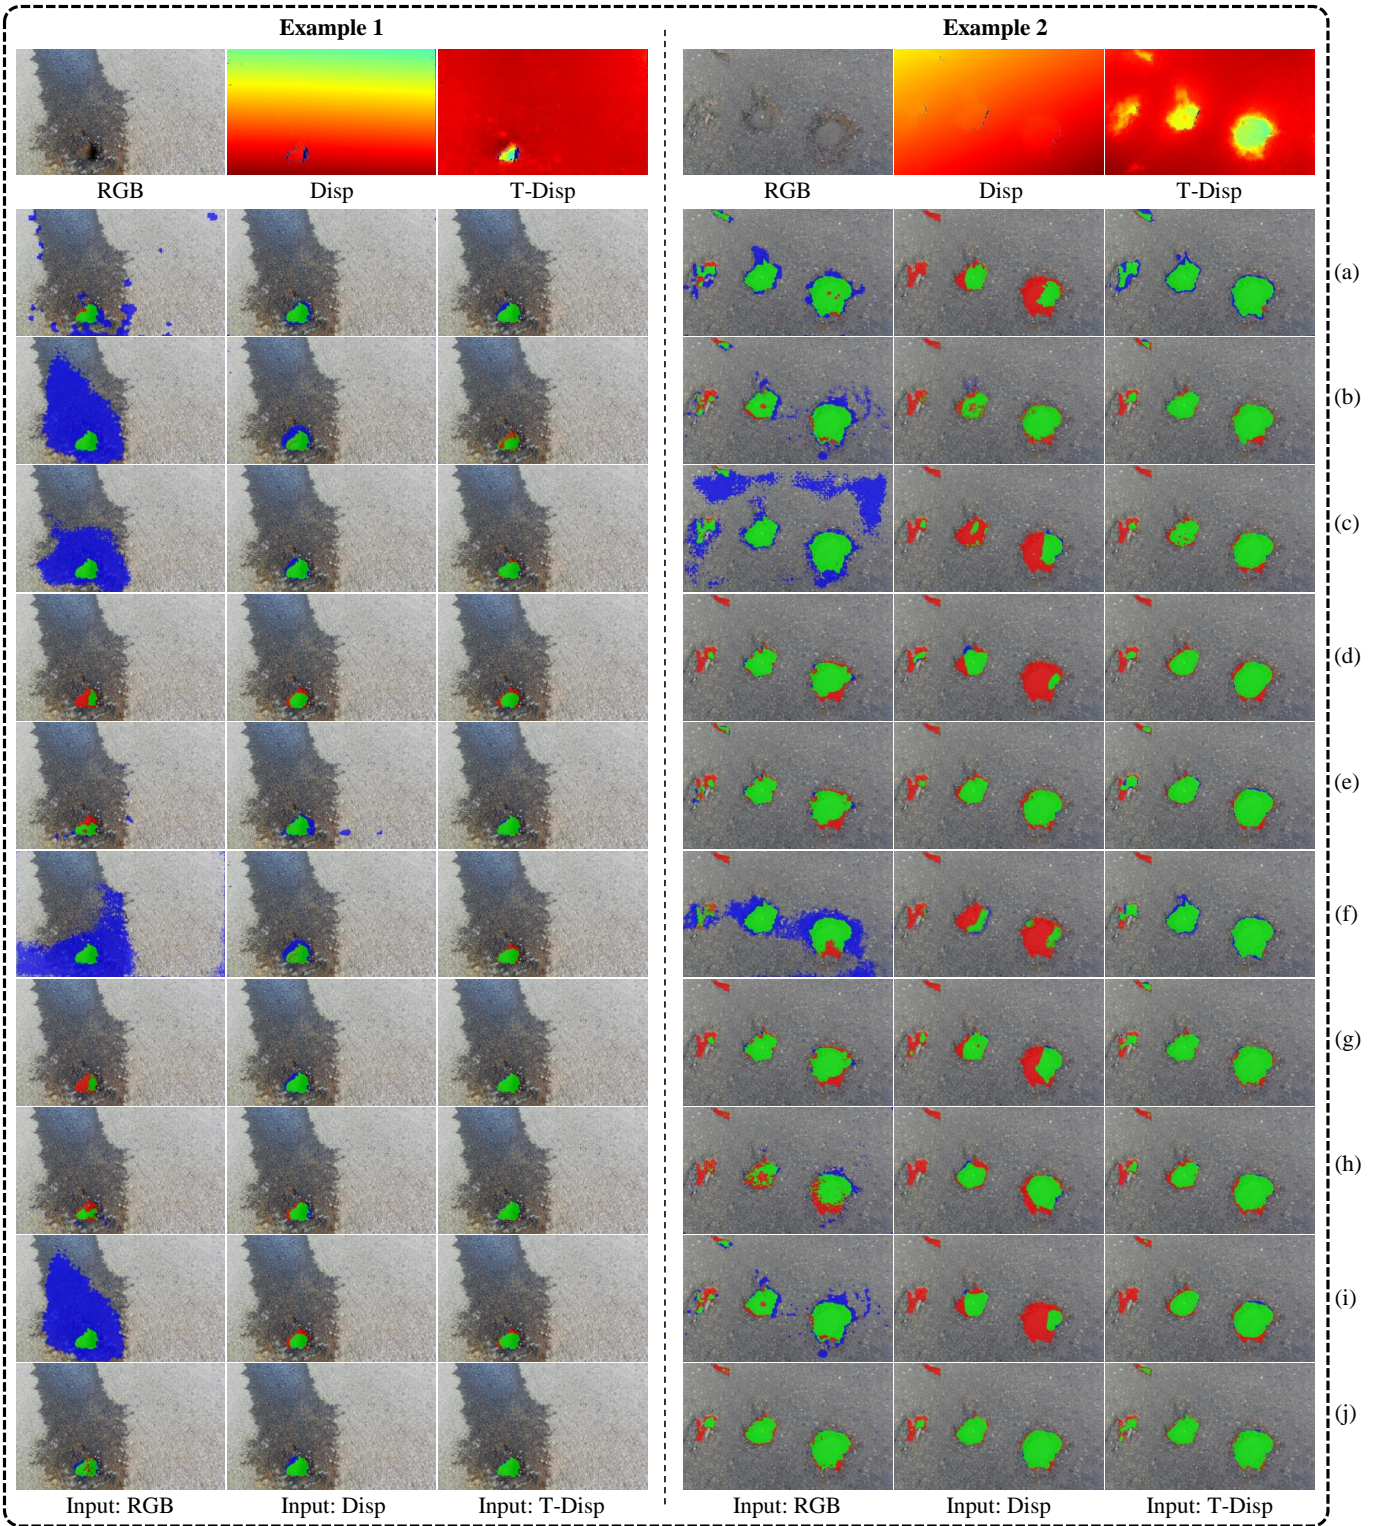 Example 1
Example 2
RGB
Disp
T-Disp
RGB
Disp
T-Disp
(a)
(b)
(c)
(d)
(e)
(f)
(g)
(h)
(i)
(j)
Input: RGB
Input: Disp
Input: T-Disp
Input: RGB
Input: Disp
Input: T-Disp